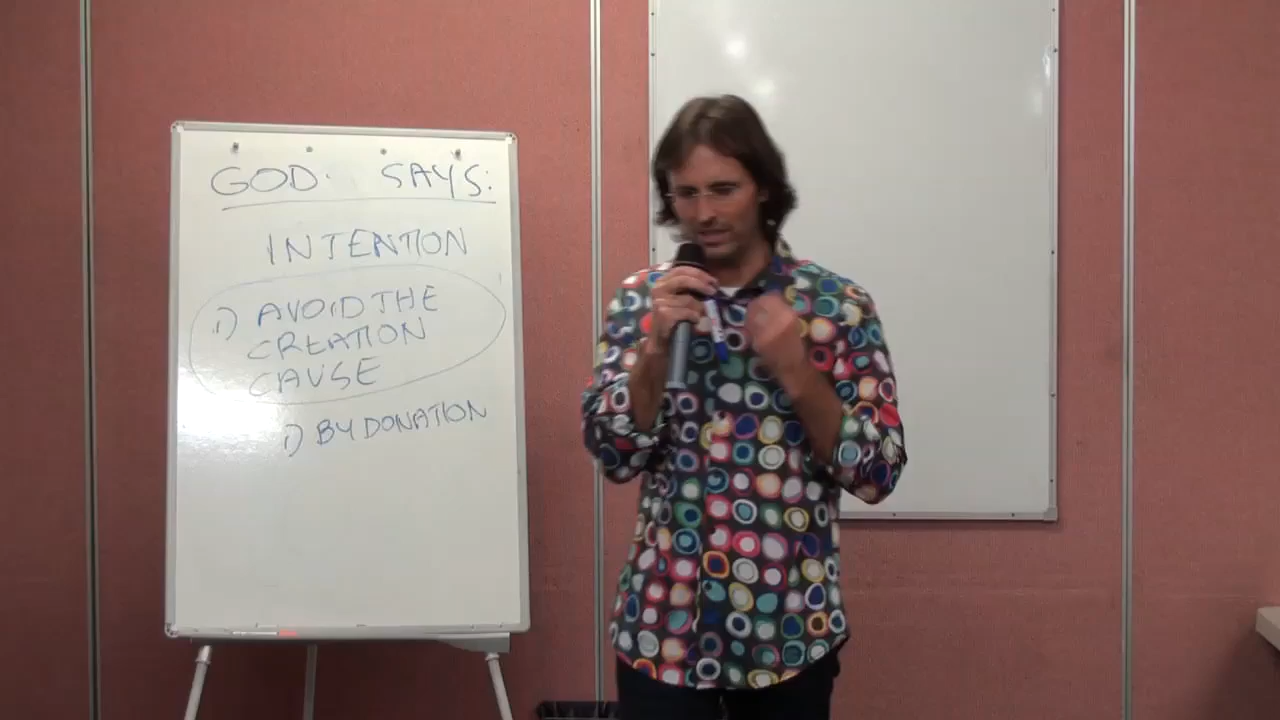 GOD. SAYS:
INTENTION
1) AVOID THE
CREATION
CAUSE
1) BY DONATION